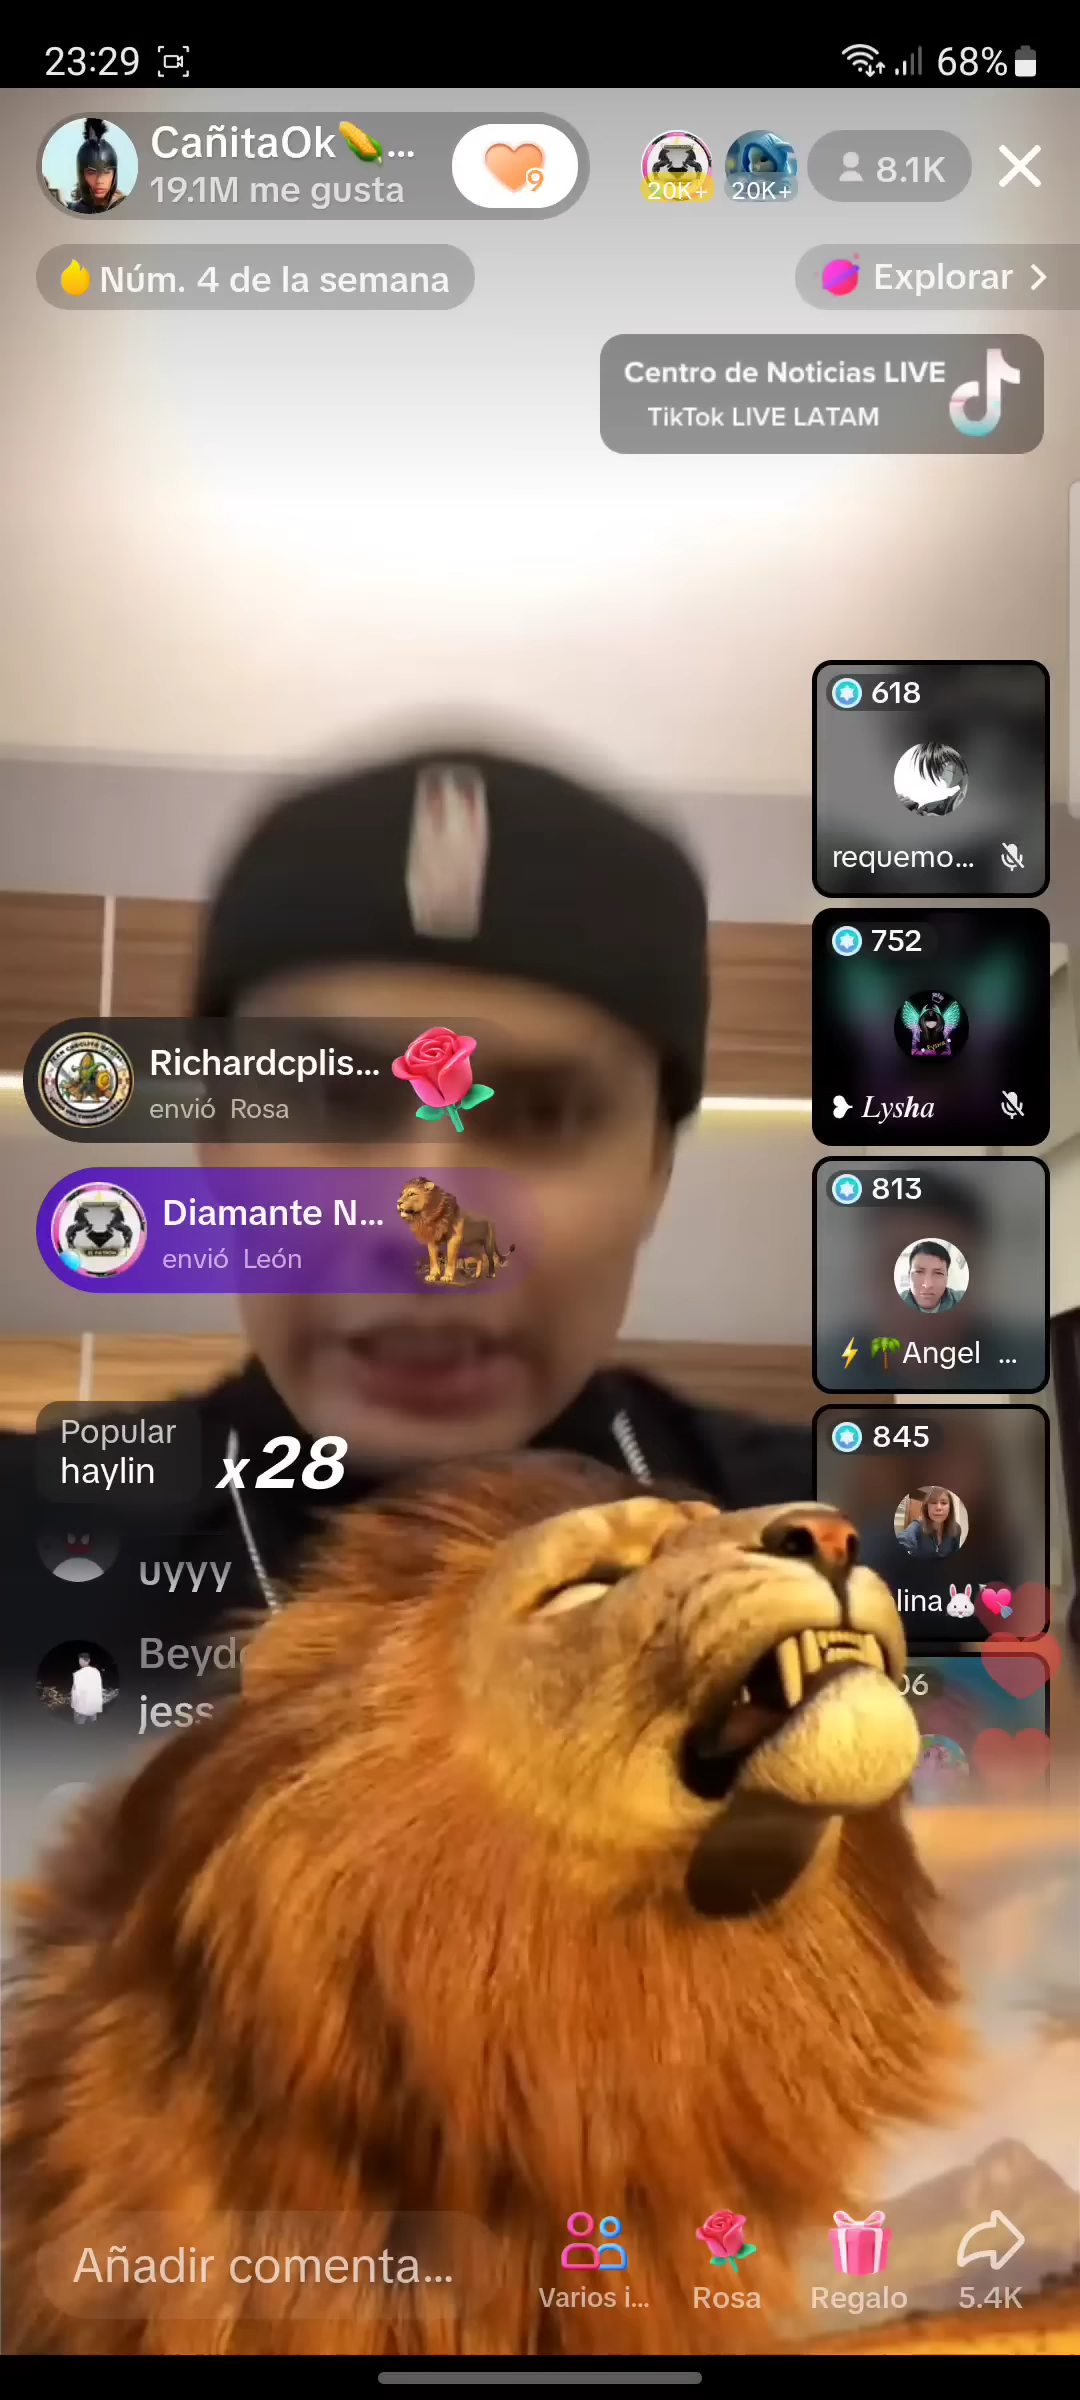 23:29
68%
CañitaOk🌽...
19.1M me gusta
9
20K+
20K+
8.1K
Núm. 4 de la semana
Explorar
Centro de Noticias LIVE
TikTok LIVE LATAM
618
requemo...
752
❥ Lysha
Richardcplis...
envió Rosa
Diamante N...
envió León
813
⚡🌴Angel ...
845
lina🐰💘
06
Popular
haylin
x28
uyyy
Beyd
jess
Añadir comenta...
Varios i...
Rosa
Regalo
5.4K